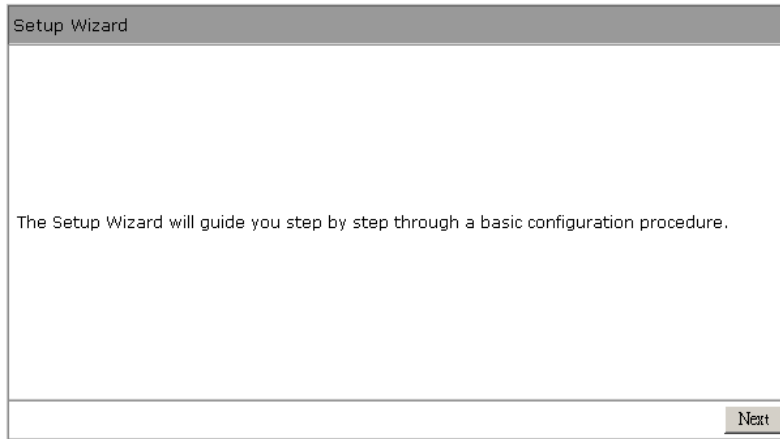 Setup Wizard
The Setup Wizard will guide you step by step through a basic configuration procedure.
Next